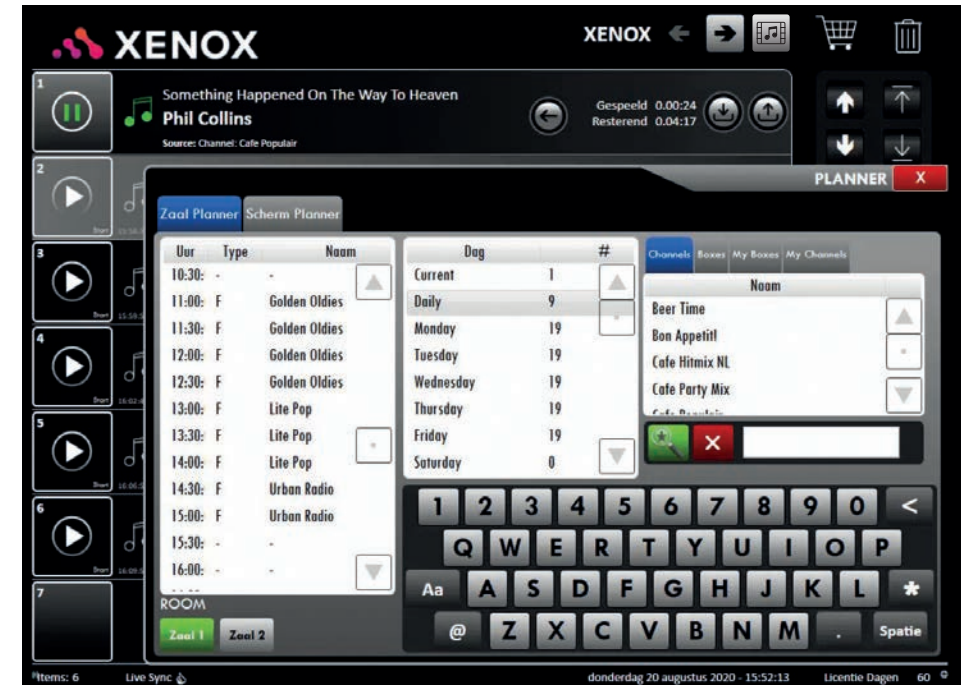 XENOX
XENOX
1
Something Happened On The Way To Heaven
Phil Collins
Source: Channel: Cafe Populair
Gespeeld 0.00:24
Resterend 0.04:17
2
PLANNER X
Zaal Planner Scherm Planner
Uur Type Naam
10:30: - -
11:00: F Golden Oldies
11:30: F Golden Oldies
12:00: F Golden Oldies
12:30: F Golden Oldies
13:00: F Lite Pop
13:30: F Lite Pop
14:00: F Lite Pop
14:30: F Urban Radio
15:00: F Urban Radio
15:30: - -
16:00: - -
ROOM
Zaal 1 Zaal 2
Dag #
Current 1
Daily 9
Monday 19
Tuesday 19
Wednesday 19
Thursday 19
Friday 19
Saturday 0
Channels Boxes My Boxes My Channels
Naam
Beer Time
Bon Appetit!
Cafe Hitmix NL
Cafe Party Mix
1 2 3 4 5 6 7 8 9 0 <
Q W E R T Y U I O P
Aa A S D F G H J K L *
@ Z X C V B N M . Spatie
3
4
5
6
7
Items: 6 Live Sync donderdag 20 augustus 2020 - 15:52:13 Licentie Dagen 60